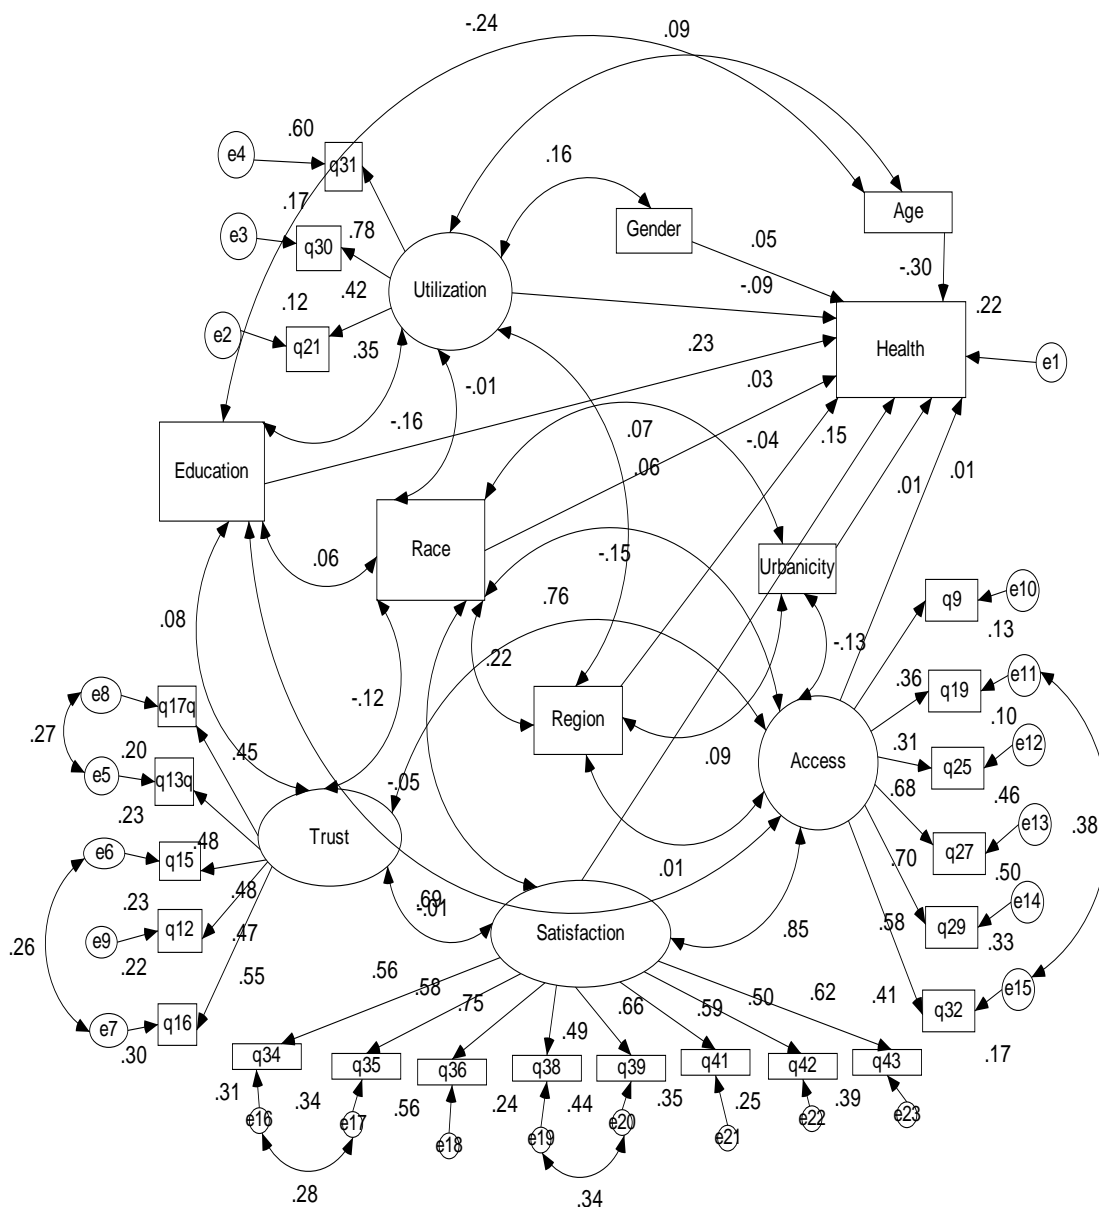 -.24
.09
.60
e4
q31
.16
.17
Age
e3
q30
.78
Gender
.05
-.30
Utilization
-.09
.12
.42
.22
e2
q21
.35
.23
Health
e1
-.01
.03
-.16
.07
-.04
.15
Education
.06
.01
.01
Race
.06
-.15
Urbanicity
.76
q9
e10
.08
-.13
.13
.22
e8
q17q
-.12
.36
q19
e11
Region
.10
.27
.20
.45
.31
e12
e5
q13q
-.05
.09
Access
q25
.23
.68
.46
Trust
e13
.38
e6
q15
.48
q27
.70
.01
.50
.23
.48
.69
-.01
e14
q12
.47
Satisfaction
.58
q29
.26
e9
.85
.33
.22
.56
.55
.58
.75
.66
.59
.50
.62
.41
e15
q32
e7
q16
.49
.30
.17
q34
q35
q36
q38
q39
q41
q42
q43
.31
.34
.56
.24
.44
.35
.25
.39
e16
e17
e18
e19
e20
e21
e22
e23
.28
.34